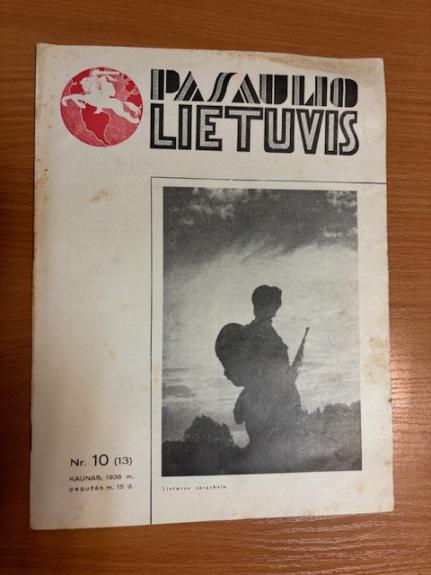 PASAULIO
LIETUVIS
Nr. 10 (13)
KAUNAS, 1938 m.
gegužės m. 15 d.
Lietuvos sargyboje